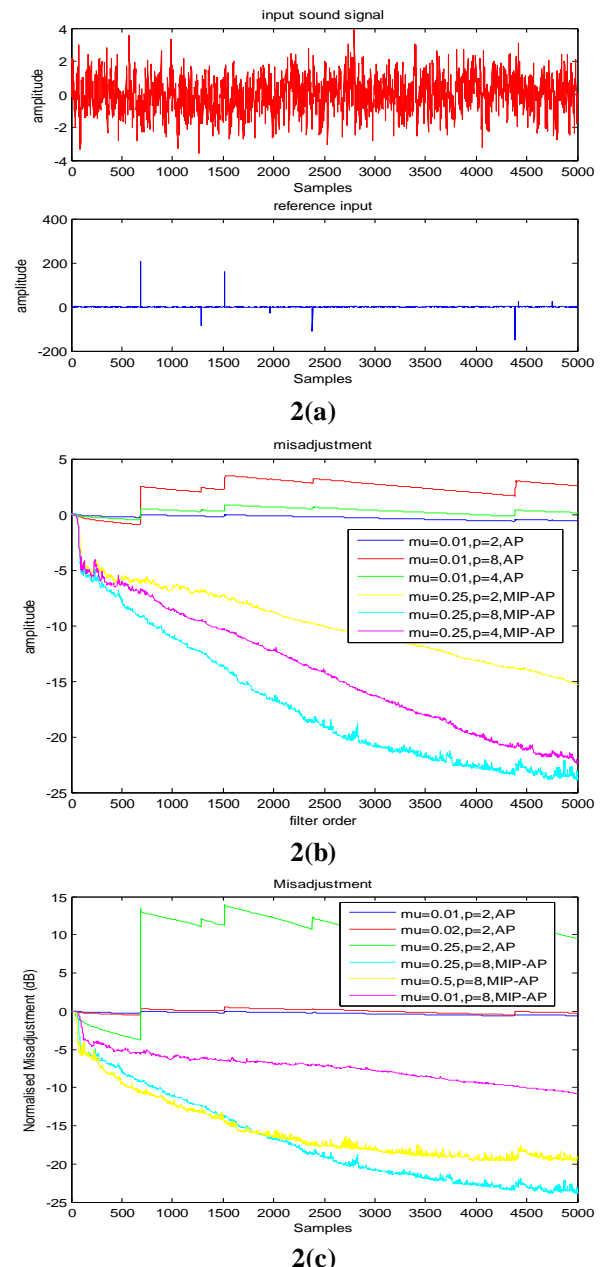 input sound signal
4
2
0
-2
-4
amplitude
0 500 1000 1500 2000 2500 3000 3500 4000 4500 5000
Samples
reference input
400
200
0
-200
amplitude
0 500 1000 1500 2000 2500 3000 3500 4000 4500 5000
Samples
2(a)
misadjustment
5
0
-5
-10
-15
-20
-25
amplitude
mu=0.01,p=2,AP
mu=0.01,p=8,AP
mu=0.01,p=4,AP
mu=0.25,p=2,MIP-AP
mu=0.25,p=8,MIP-AP
mu=0.25,p=4,MIP-AP
0 500 1000 1500 2000 2500 3000 3500 4000 4500 5000
filter order
2(b)
Misadjustment
15
10
5
0
-5
-10
-15
-20
-25
Normalised Misadjustment (dB)
mu=0.01,p=2,AP
mu=0.02,p=2,AP
mu=0.25,p=2,AP
mu=0.25,p=8,MIP-AP
mu=0.5,p=8,MIP-AP
mu=0.01,p=8,MIP-AP
0 500 1000 1500 2000 2500 3000 3500 4000 4500 5000
Samples
2(c)